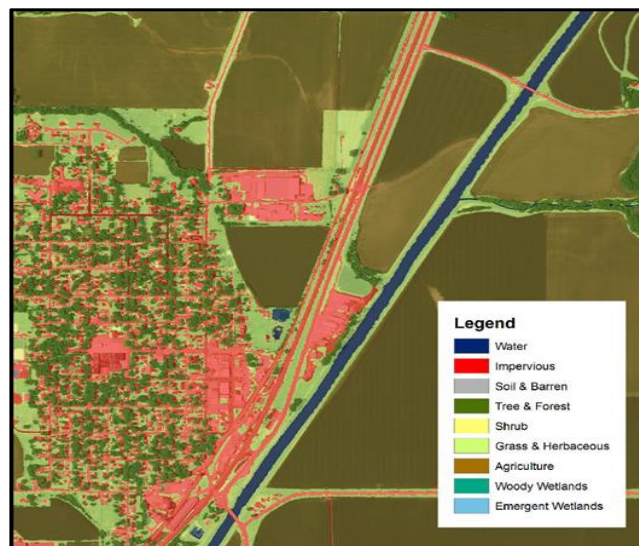 Legend
Water
Impervious
Soil & Barren
Tree & Forest
Shrub
Grass & Herbaceous
Agriculture
Woody Wetlands
Emergent Wetlands